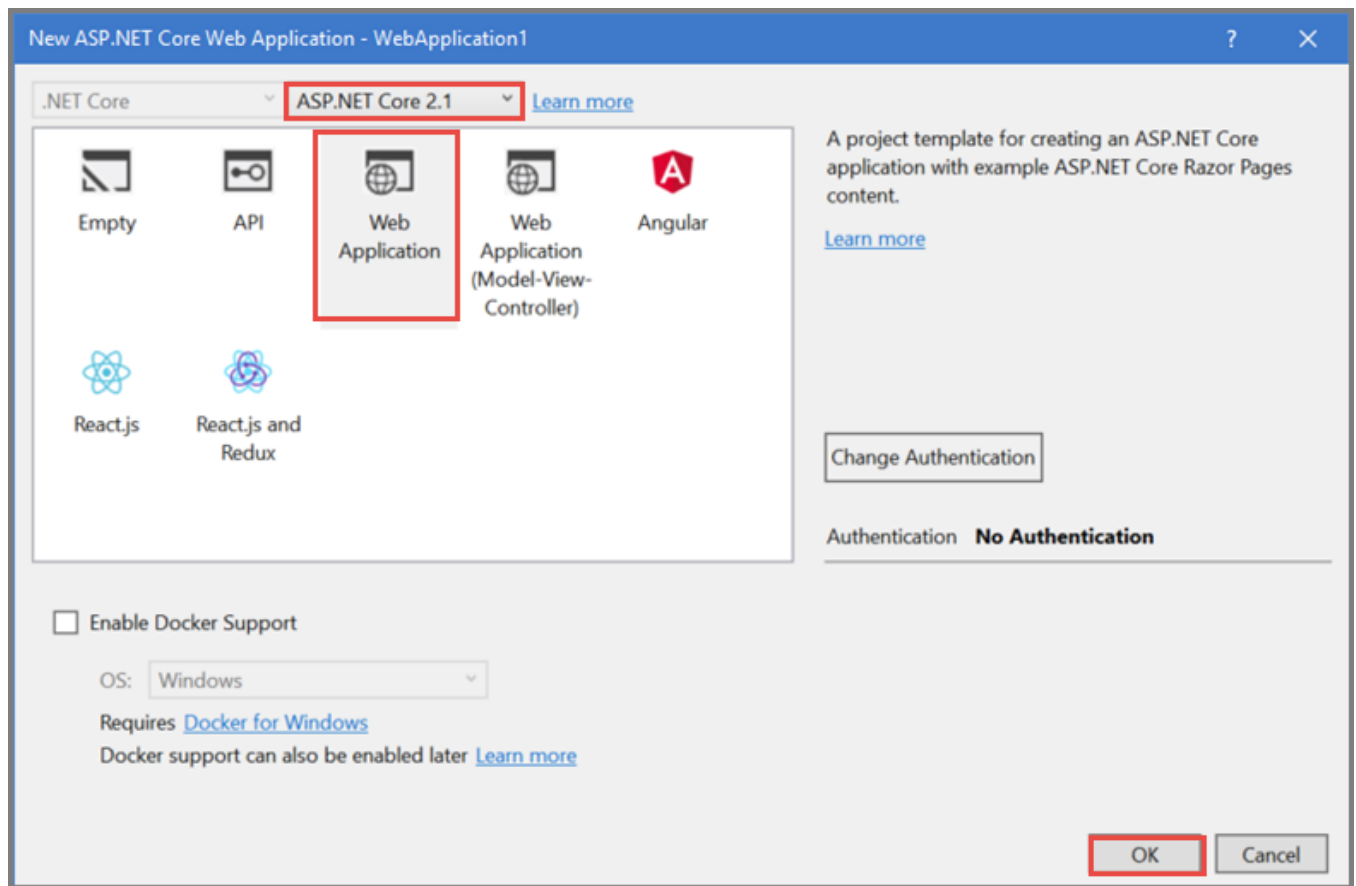 New ASP.NET Core Web Application - WebApplication1
? ×
.NET Core
ASP.NET Core 2.1
Learn more
Empty
API
Web
Application
Web
Application
(Model-View-
Controller)
Angular
React.js
React.js and
Redux
A project template for creating an ASP.NET Core
application with example ASP.NET Core Razor Pages
content.
Learn more
Change Authentication
Authentication No Authentication
Enable Docker Support
OS: Windows
Requires Docker for Windows
Docker support can also be enabled later Learn more
OK
Cancel